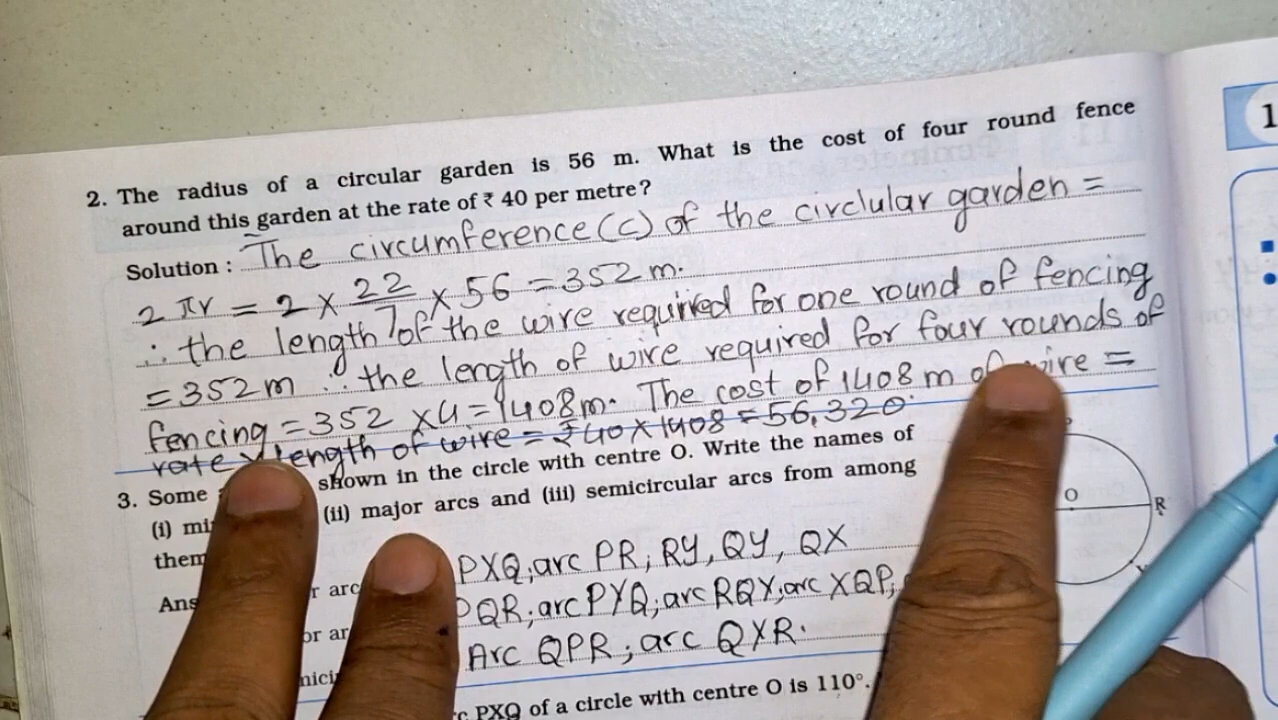 2. The radius of a circular garden is 56 m. What is the cost of four round fence
around this garden at the rate of ₹ 40 per metre?
Solution : The circumference (c) of the circlular garden =
2 πr = 2 × 22/7 × 56 = 352 m.
∴ the length of the wire required for one round of fencing
= 352 m ∴ the length of wire required for four rounds of
fencing = 352 × 4 = 1408 m. The cost of 1408 m of wire =
rate × length of wire = ₹ 40 × 1408 = 56,320.
3. Some shown in the circle with centre O. Write the names of
(i) (ii) major arcs and (iii) semicircular arcs from among
them
PXQ, arc PR, RY, QY, QX
PQR, arc PYQ, arc RQX, arc XQP,
Arc QPR ; arc QYR.
PXQ of a circle with centre O is 110°.
O
R
1